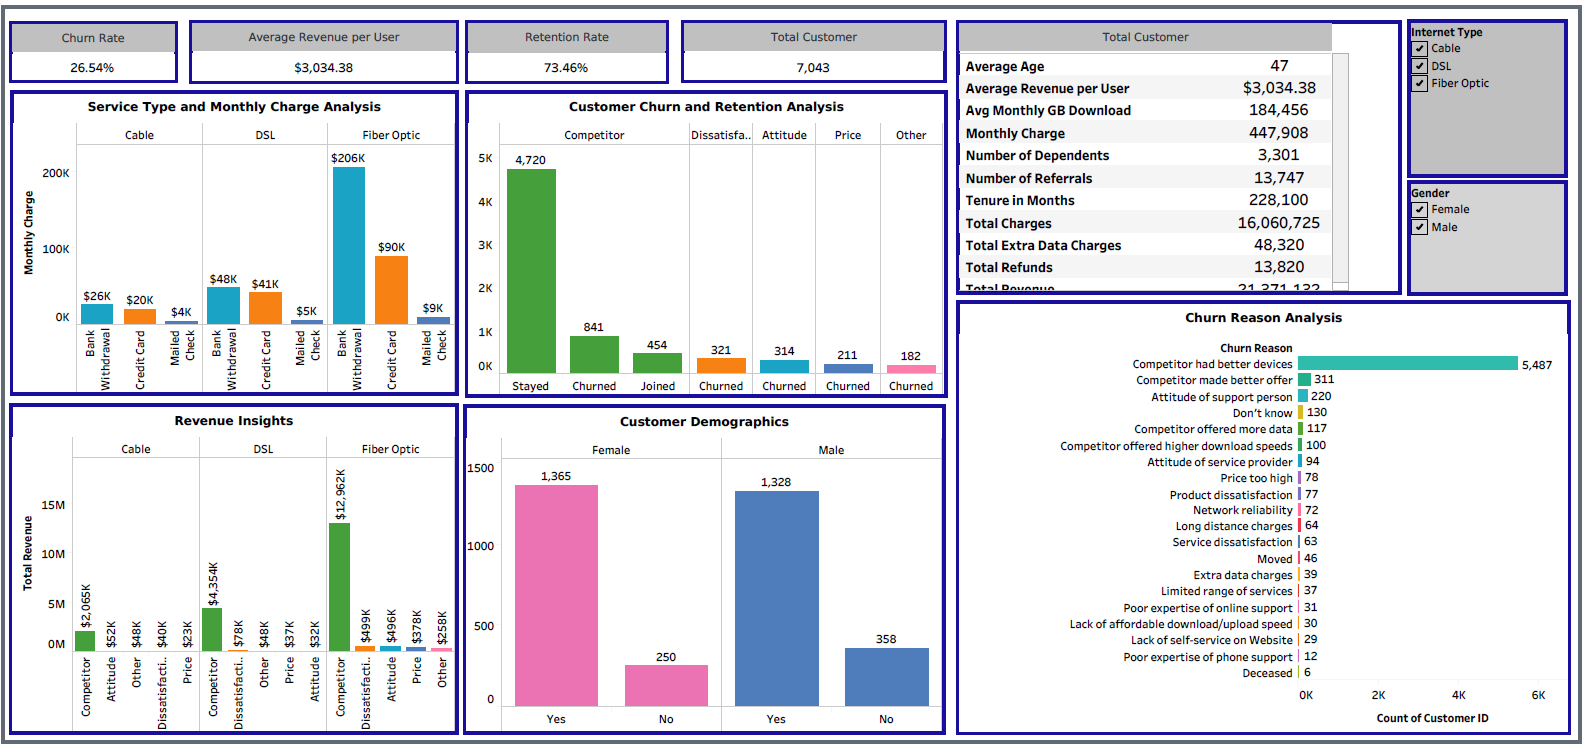 Churn Rate
26.54%
Average Revenue per User
$3,034.38
Retention Rate
73.46%
Total Customer
7,043
Total Customer
Average Age 47
Average Revenue per User $3,034.38
Avg Monthly GB Download 184,456
Monthly Charge 447,908
Number of Dependents 3,301
Number of Referrals 13,747
Tenure in Months 228,100
Total Charges 16,060,725
Total Extra Data Charges 48,320
Total Refunds 13,820
Total Revenue 21,371,132
Internet Type
Cable
DSL
Fiber Optic
Gender
Female
Male
Service Type and Monthly Charge Analysis
Cable DSL Fiber Optic
Monthly Charge
200K
100K
0K
$26K $20K $4K $48K $41K $5K $206K $90K $9K
Bank Withdrawal
Credit Card
Mailed Check
Bank Withdrawal
Credit Card
Mailed Check
Bank Withdrawal
Credit Card
Mailed Check
Customer Churn and Retention Analysis
Competitor Dissatisfa.. Attitude Price Other
5K
4K
3K
2K
1K
0K
4,720 841 454 321 314 211 182
Stayed Churned Joined Churned Churned Churned Churned
Revenue Insights
Cable DSL Fiber Optic
Total Revenue
15M
10M
5M
0M
$2,065K $52K $48K $40K $23K $4,354K $78K $48K $37K $32K $12,962K $499K $496K $378K $258K
Competitor
Attitude
Other
Dissatisfacti..
Price
Competitor
Dissatisfacti..
Other
Price
Attitude
Competitor
Dissatisfacti..
Attitude
Price
Other
Customer Demographics
Female Male
1500
1000
500
0
1,365 250 1,328 358
Yes No Yes No
Churn Reason Analysis
Churn Reason
Competitor had better devices 5,487
Competitor made better offer 311
Attitude of support person 220
Don't know 130
Competitor offered more data 117
Competitor offered higher download speeds 100
Attitude of service provider 94
Price too high 78
Product dissatisfaction 77
Network reliability 72
Long distance charges 64
Service dissatisfaction 63
Moved 46
Extra data charges 39
Limited range of services 37
Poor expertise of online support 31
Lack of affordable download/upload speed 30
Lack of self-service on Website 29
Poor expertise of phone support 12
Deceased 6
0K 2K 4K 6K
Count of Customer ID